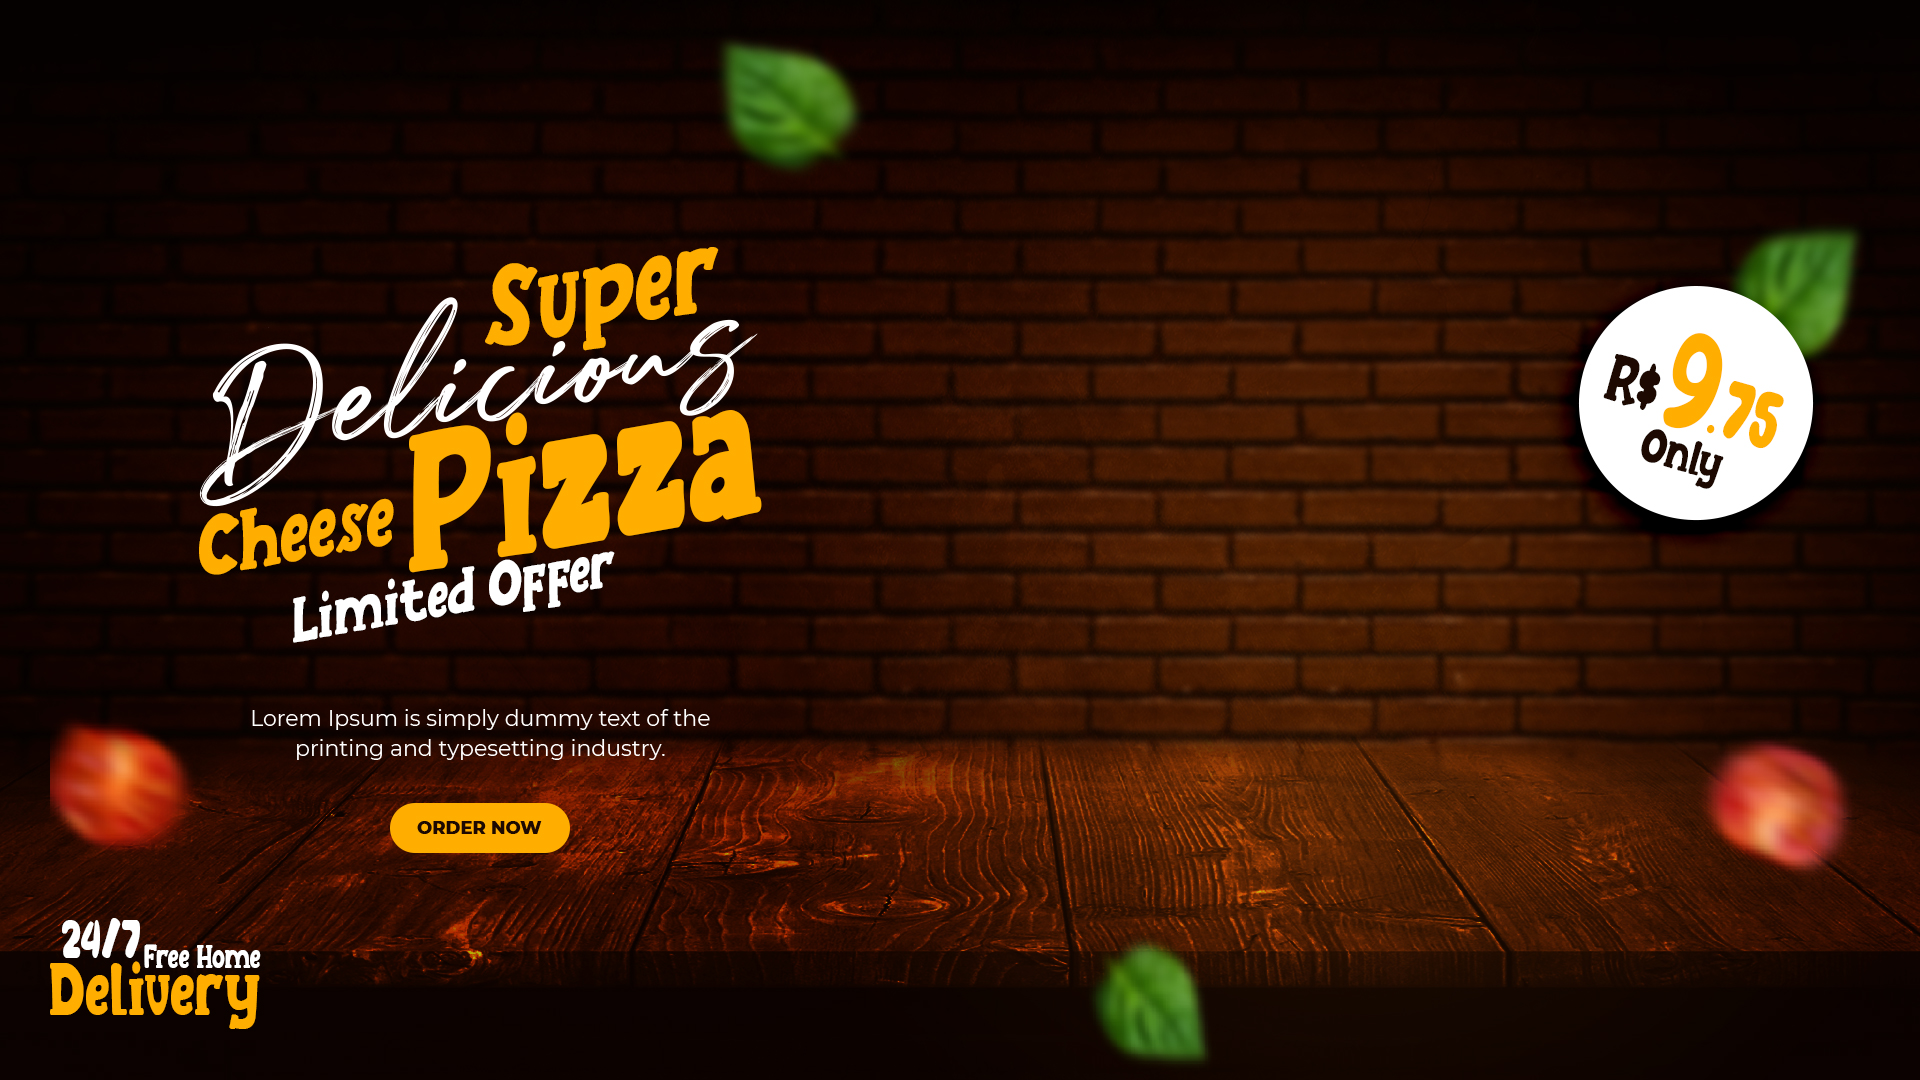 Super
Delicious
Cheese Pizza
Limited Offer
R$ 9.75
Only
Lorem Ipsum is simply dummy text of the
printing and typesetting industry.
ORDER NOW
24/7 Free Home
Delivery